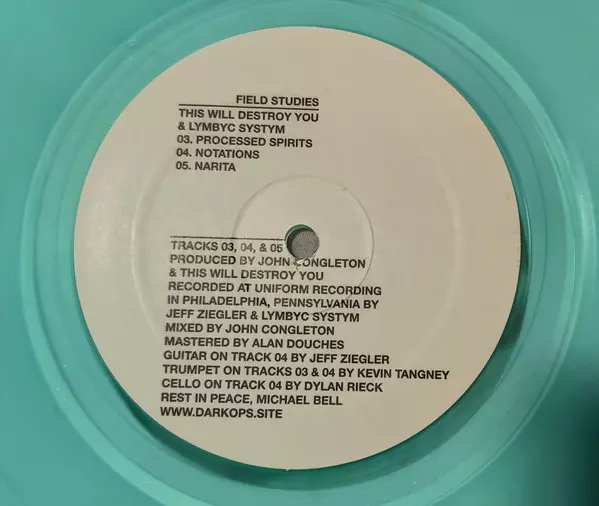 FIELD STUDIES
THIS WILL DESTROY YOU
& LYMBYC SYSTYM
03. PROCESSED SPIRITS
04. NOTATIONS
05. NARITA
TRACKS 03, 04, & 05
PRODUCED BY JOHN CONGLETON
& THIS WILL DESTROY YOU
RECORDED AT UNIFORM RECORDING
IN PHILADELPHIA, PENNSYLVANIA BY
JEFF ZIEGLER & LYMBYC SYSTYM
MIXED BY JOHN CONGLETON
MASTERED BY ALAN DOUCHES
GUITAR ON TRACK 04 BY JEFF ZIEGLER
TRUMPET ON TRACKS 03 & 04 BY KEVIN TANGNEY
CELLO ON TRACK 04 BY DYLAN RIECK
REST IN PEACE, MICHAEL BELL
WWW.DARKOPS.SITE